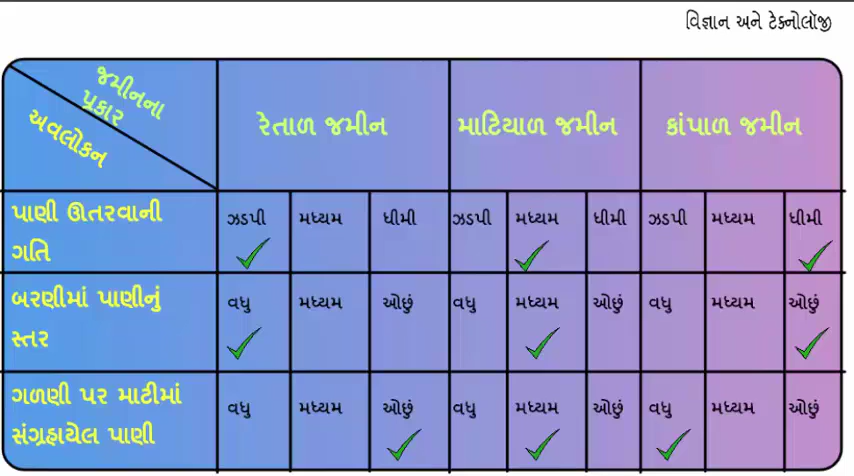 વિજ્ઞાન અને ટેક્નોલૉજી
જમીનના
પ્રકાર
અવલોકન
રેતાળ જમીન માટિયાળ જમીન કાંપાળ જમીન
પાણી ઊતરવાની
ગતિ
ઝડપી મધ્યમ ધીમી ઝડપી મધ્યમ ધીમી ઝડપી મધ્યમ ધીમી
બરણીમાં પાણીનું
સ્તર
વધુ મધ્યમ ઓછું વધુ મધ્યમ ઓછું વધુ મધ્યમ ઓછું
ગળણી પર માટીમાં
સંગ્રહાયેલ પાણી
વધુ મધ્યમ ઓછું વધુ મધ્યમ ઓછું વધુ મધ્યમ ઓછું